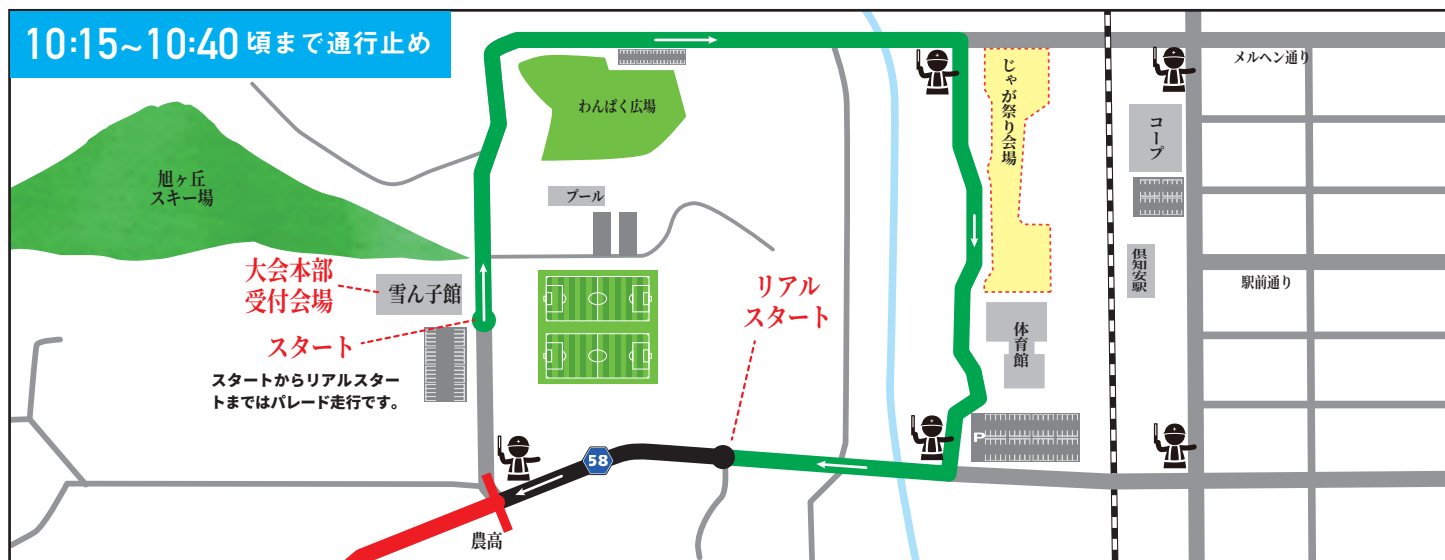 10:15~10:40頃まで通行止め
メルヘン通り
じゃが祭り会場
わんぱく広場
コープ
旭ヶ丘
スキー場
プール
大会本部
受付会場
雪ん子館
リアル
スタート
倶知安駅
駅前通り
スタート
体育館
スタートからリアルスター
トまではパレード走行です。
P
58
農高